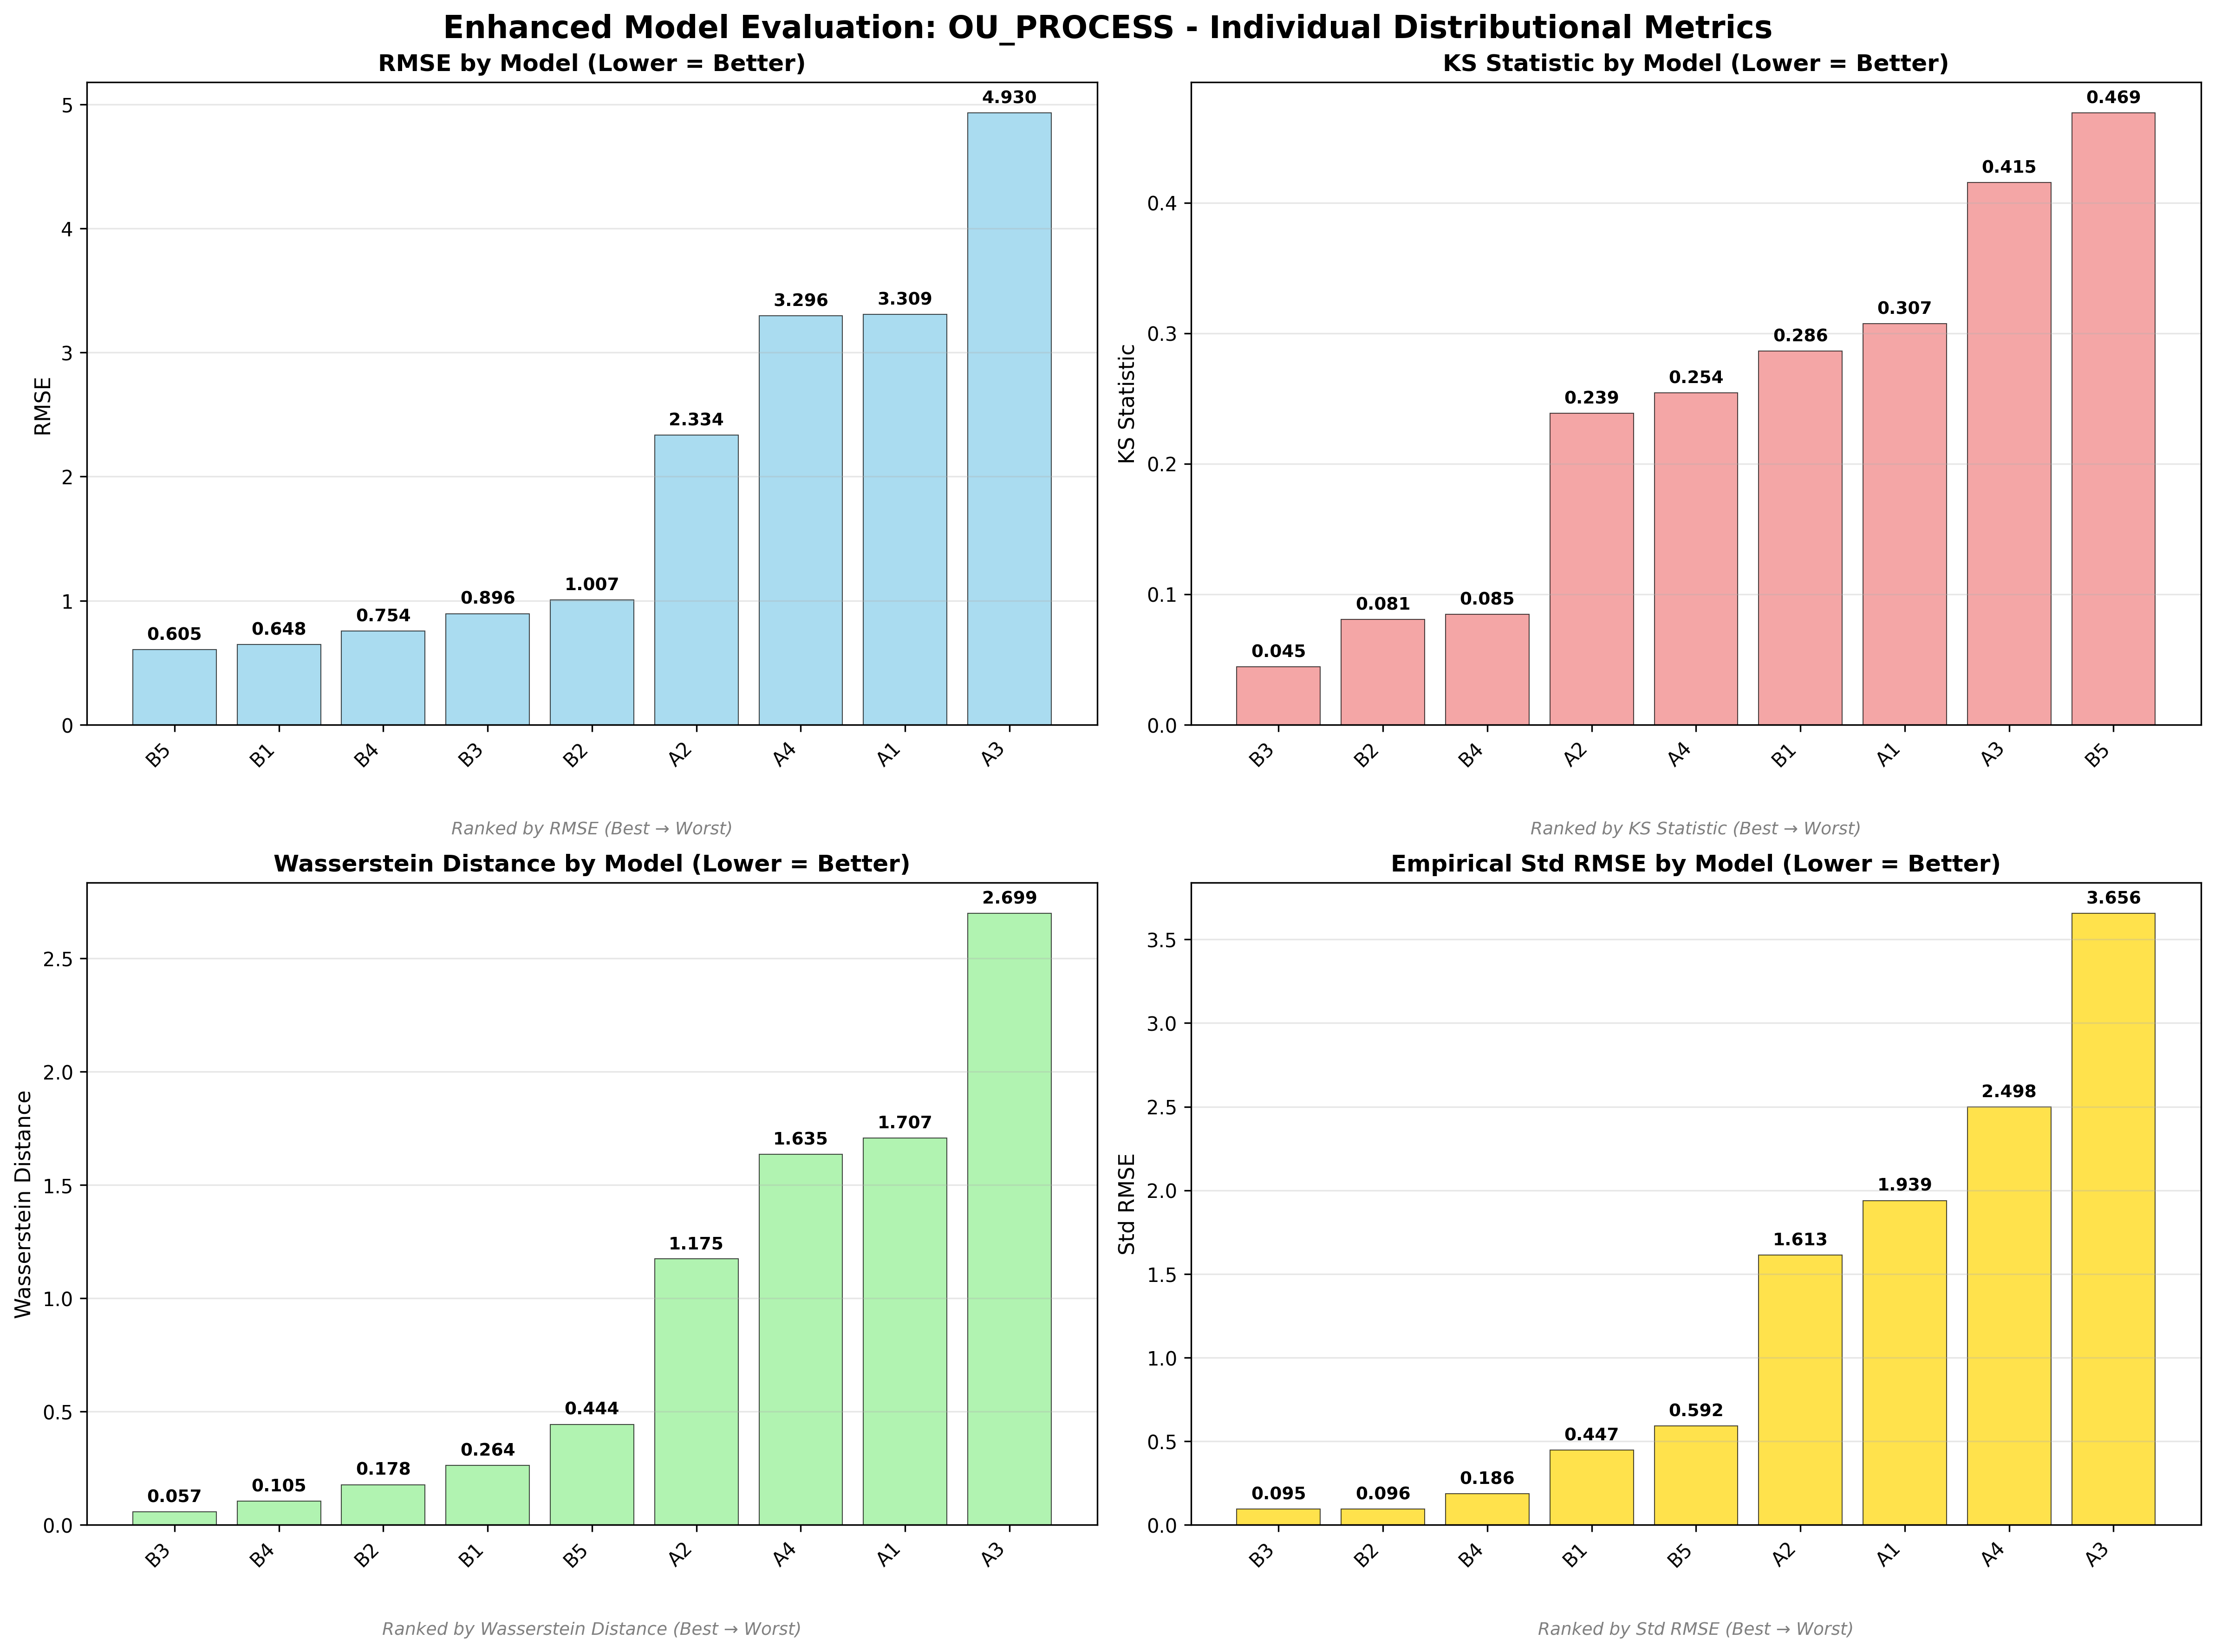 Enhanced Model Evaluation: OU_PROCESS - Individual Distributional Metrics
RMSE by Model (Lower = Better)
RMSE
5
4
3
2
1
0
0.605
0.648
0.754
0.896
1.007
2.334
3.296
3.309
4.930
B5
B1
B4
B3
B2
A2
A4
A1
A3
Ranked by RMSE (Best → Worst)
KS Statistic by Model (Lower = Better)
KS Statistic
0.4
0.3
0.2
0.1
0.0
0.045
0.081
0.085
0.239
0.254
0.286
0.307
0.415
0.469
B3
B2
B4
A2
A4
B1
A1
A3
B5
Ranked by KS Statistic (Best → Worst)
Wasserstein Distance by Model (Lower = Better)
Wasserstein Distance
2.5
2.0
1.5
1.0
0.5
0.0
0.057
0.105
0.178
0.264
0.444
1.175
1.635
1.707
2.699
B3
B4
B2
B1
B5
A2
A4
A1
A3
Ranked by Wasserstein Distance (Best → Worst)
Empirical Std RMSE by Model (Lower = Better)
Std RMSE
3.5
3.0
2.5
2.0
1.5
1.0
0.5
0.0
0.095
0.096
0.186
0.447
0.592
1.613
1.939
2.498
3.656
B3
B2
B4
B1
B5
A2
A1
A4
A3
Ranked by Std RMSE (Best → Worst)